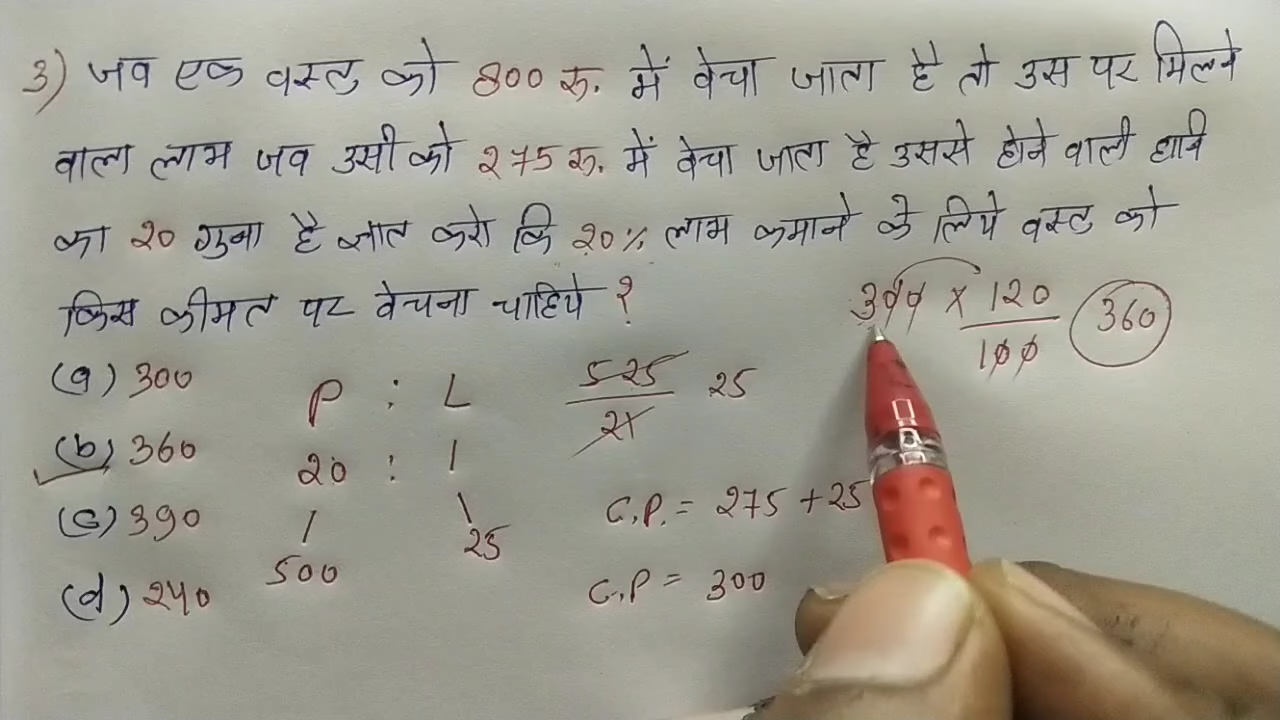 3) जब एक वस्तु को 800 रु. में बेचा जाता है तो उस पर मिलने
वाला लाभ जब उसी को 275 रु. में बेचा जाता है उससे होने वाली हानि
का 20 गुना है ज्ञात करो कि 20% लाभ कमाने के लिये वस्तु को
किस कीमत पर बेचना चाहिये ?
300 × 120 / 100 360
(a) 300
(b) 360
(c) 390
(d) 240
P : L
20 : 1
500 25
525 / 21 25
C.P. = 275 + 25
C.P = 300